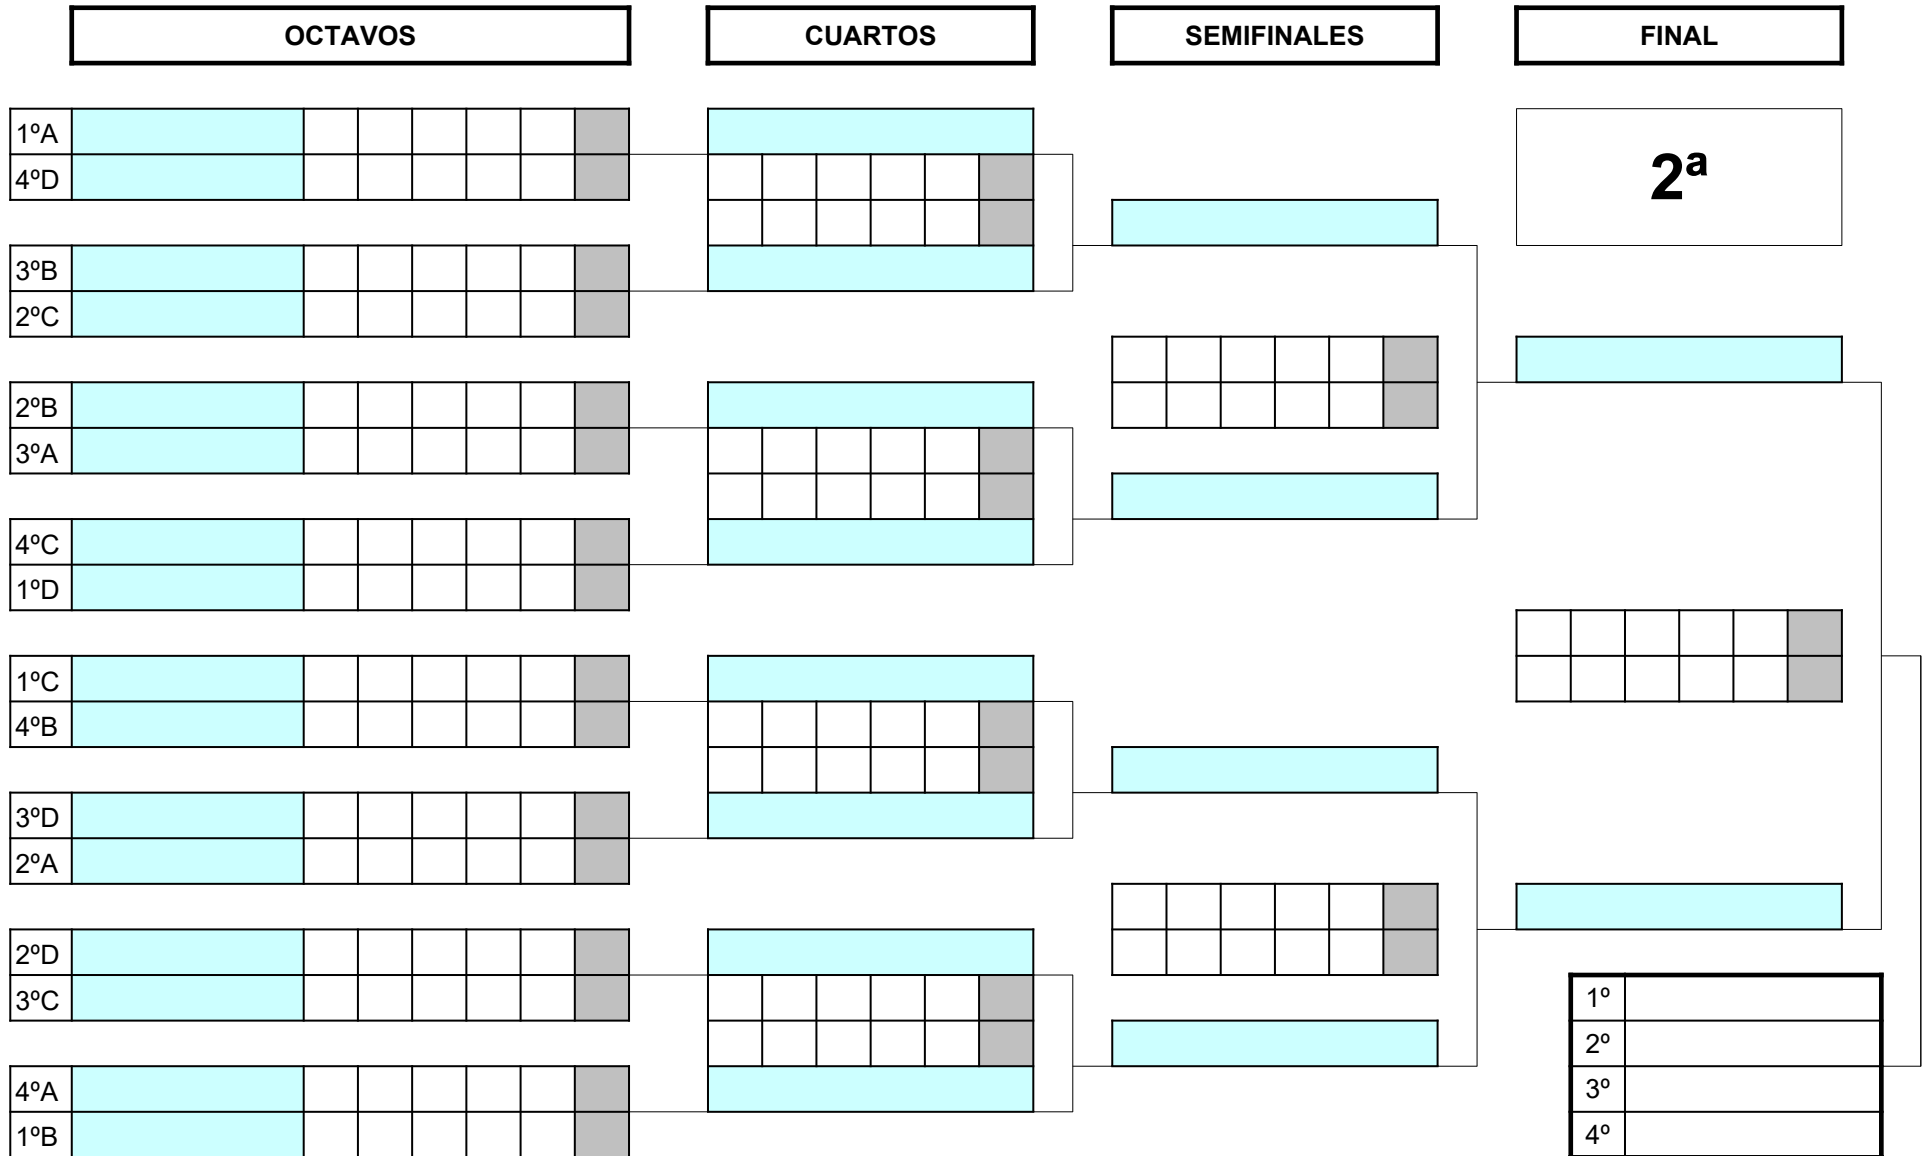 OCTAVOS
CUARTOS
SEMIFINALES
FINAL
2ª
1ºA
4ºD
3ºB
2ºC
2ºB
3ºA
4ºC
1ºD
1ºC
4ºB
3ºD
2ºA
2ºD
3ºC
4ºA
1ºB
1º
2º
3º
4º